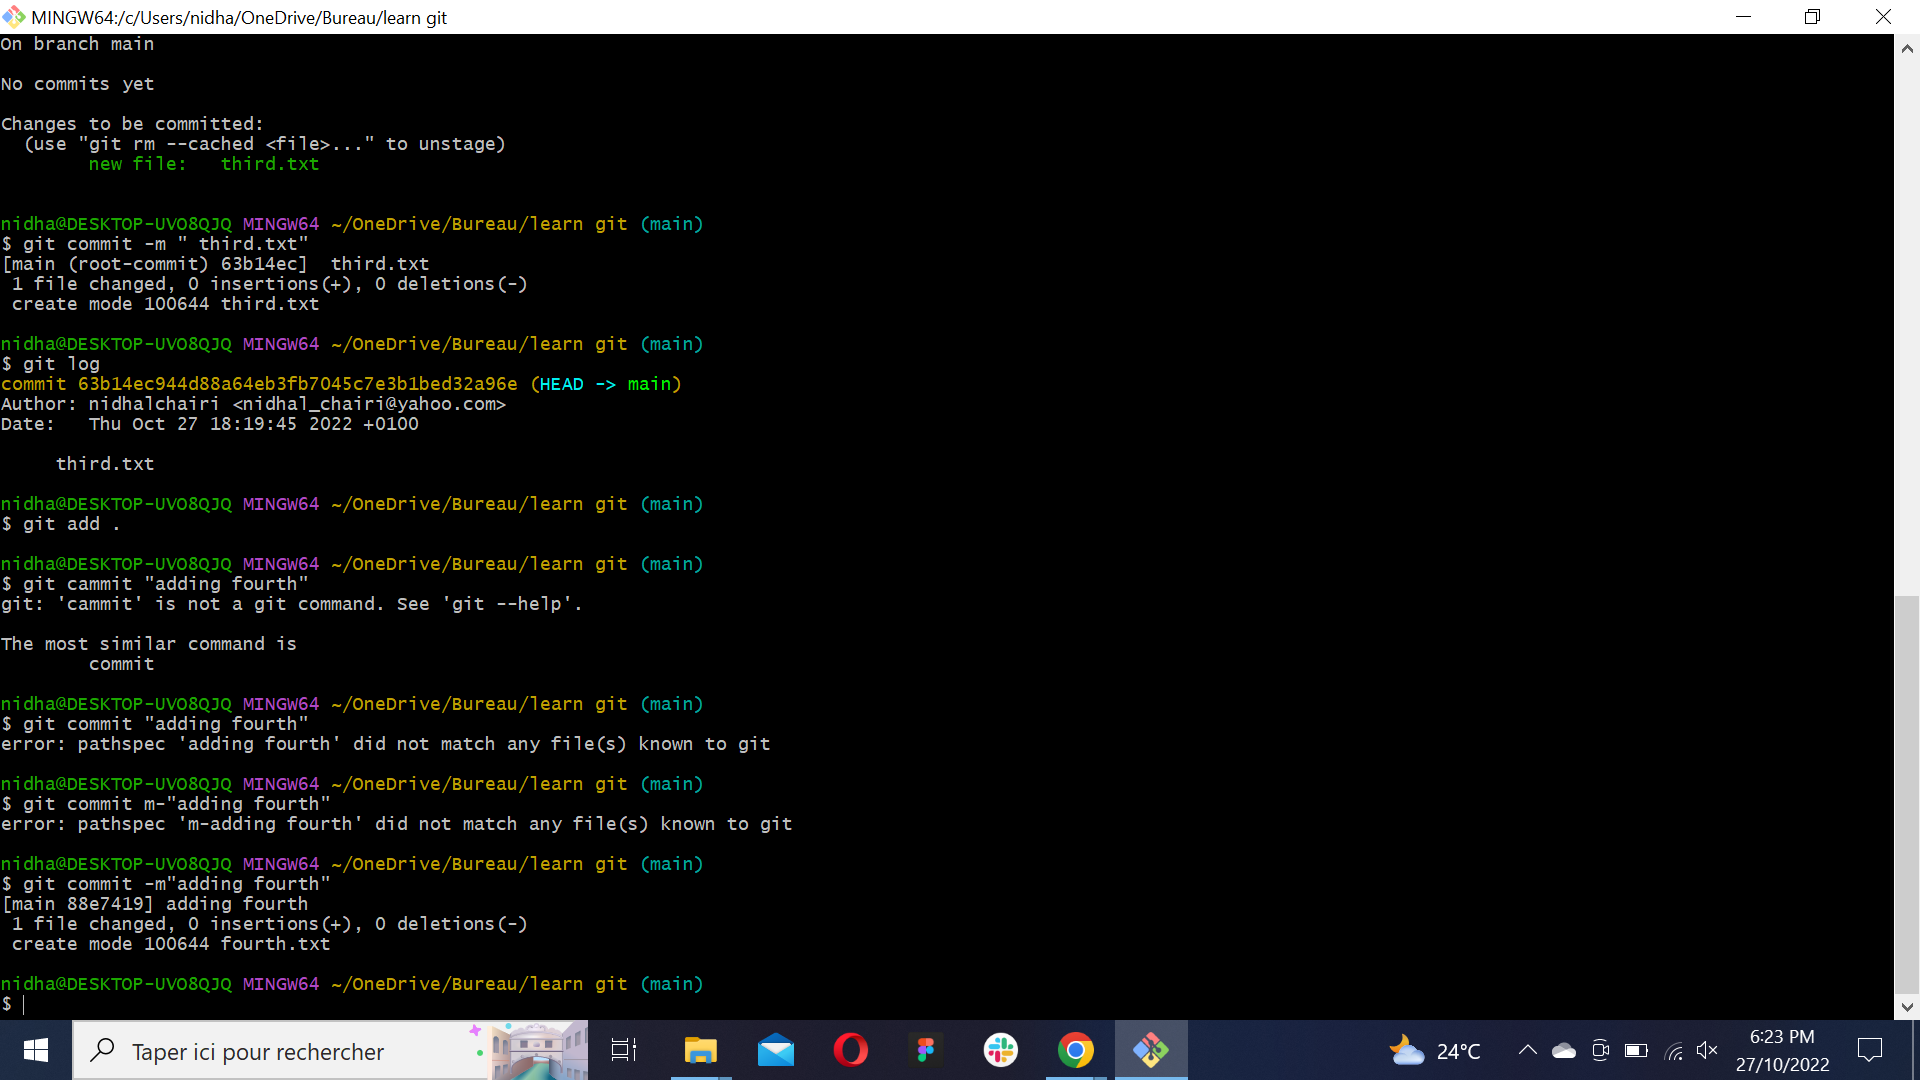 MINGW64:/c/Users/nidha/OneDrive/Bureau/learn git
On branch main
No commits yet
Changes to be committed:
  (use "git rm --cached <file>..." to unstage)
        new file:   third.txt
nidha@DESKTOP-UVO8QJQ MINGW64 ~/OneDrive/Bureau/learn git (main)
$ git commit -m " third.txt"
[main (root-commit) 63b14ec]  third.txt
 1 file changed, 0 insertions(+), 0 deletions(-)
 create mode 100644 third.txt
nidha@DESKTOP-UVO8QJQ MINGW64 ~/OneDrive/Bureau/learn git (main)
$ git log
commit 63b14ec944d88a64eb3fb7045c7e3b1bed32a96e (HEAD -> main)
Author: nidhalchairi <nidhal_chairi@yahoo.com>
Date:   Thu Oct 27 18:19:45 2022 +0100
     third.txt
nidha@DESKTOP-UVO8QJQ MINGW64 ~/OneDrive/Bureau/learn git (main)
$ git add .
nidha@DESKTOP-UVO8QJQ MINGW64 ~/OneDrive/Bureau/learn git (main)
$ git cammit "adding fourth"
git: 'cammit' is not a git command. See 'git --help'.
The most similar command is
        commit
nidha@DESKTOP-UVO8QJQ MINGW64 ~/OneDrive/Bureau/learn git (main)
$ git commit "adding fourth"
error: pathspec 'adding fourth' did not match any file(s) known to git
nidha@DESKTOP-UVO8QJQ MINGW64 ~/OneDrive/Bureau/learn git (main)
$ git commit m-"adding fourth"
error: pathspec 'm-adding fourth' did not match any file(s) known to git
nidha@DESKTOP-UVO8QJQ MINGW64 ~/OneDrive/Bureau/learn git (main)
$ git commit -m"adding fourth"
[main 88e7419] adding fourth
 1 file changed, 0 insertions(+), 0 deletions(-)
 create mode 100644 fourth.txt
nidha@DESKTOP-UVO8QJQ MINGW64 ~/OneDrive/Bureau/learn git (main)
$
Taper ici pour rechercher
24°C
6:23 PM
27/10/2022